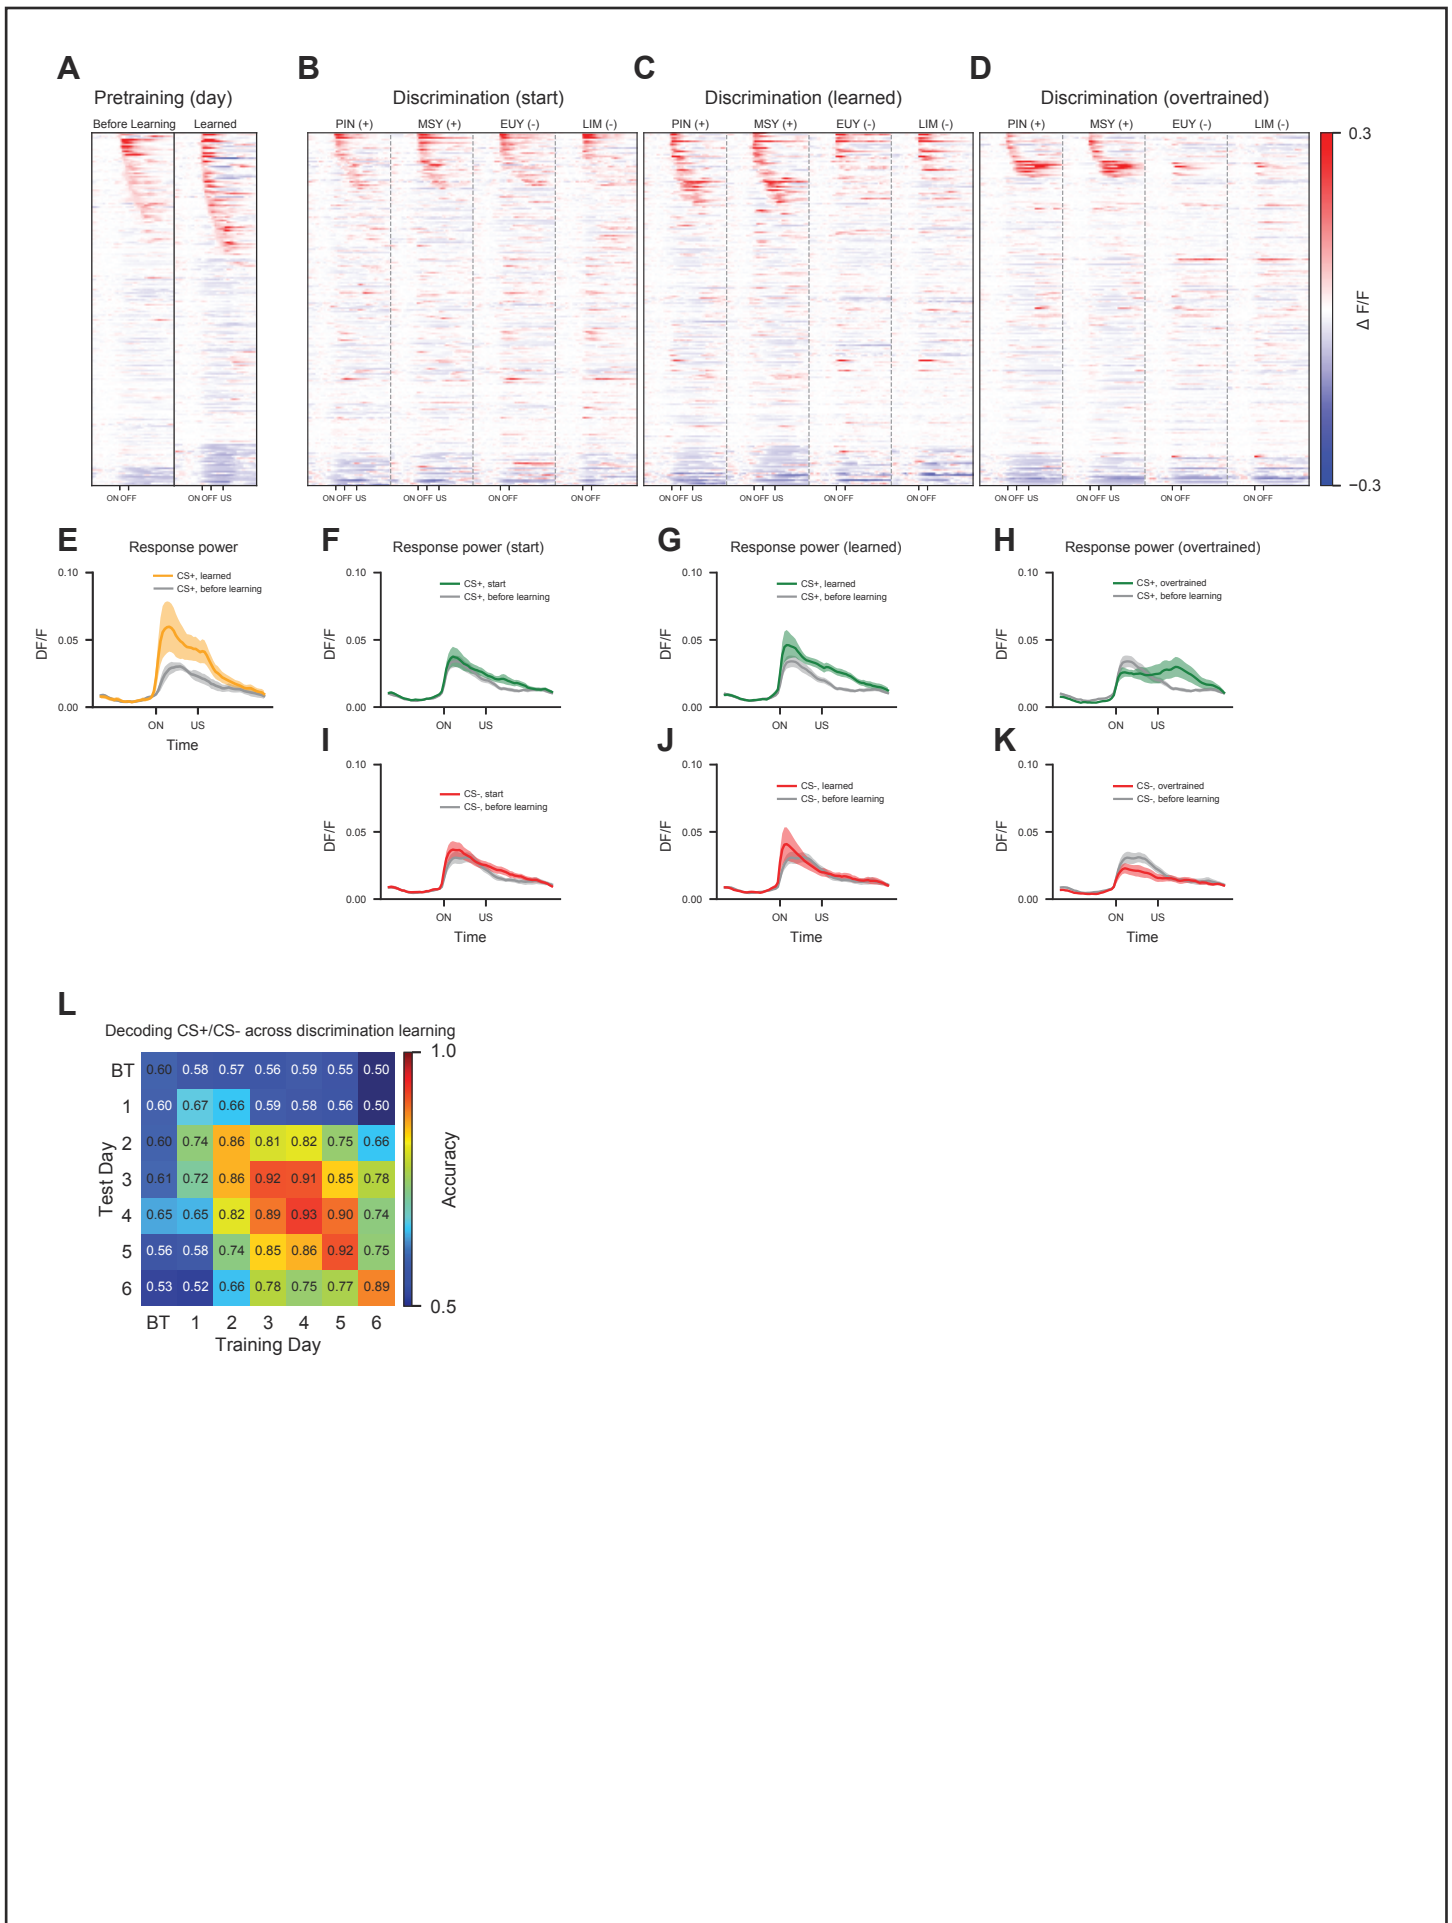 A
B
C
D
Pretraining (day)
Discrimination (start)
Discrimination (learned)
Discrimination (overtrained)
Before Learning
Learned
PIN (+)
MSY (+)
EUY (-)
LIM (-)
PIN (+)
MSY (+)
EUY (-)
LIM (-)
PIN (+)
MSY (+)
EUY (-)
LIM (-)
0.3
Δ F/F
−0.3
ON OFF
ON OFF US
ON OFF US
ON OFF US
ON OFF
ON OFF
ON OFF US
ON OFF US
ON OFF
ON OFF
ON OFF US
ON OFF US
ON OFF
ON OFF
E
Response power
0.10
0.05
0.00
DF/F
CS+, learned
CS+, before learning
ON
US
Time
F
Response power (start)
0.10
0.05
0.00
DF/F
CS+, start
CS+, before learning
ON
US
G
Response power (learned)
0.10
0.05
0.00
DF/F
CS+, learned
CS+, before learning
ON
US
H
Response power (overtrained)
0.10
0.05
0.00
DF/F
CS+, overtrained
CS+, before learning
ON
US
I
0.10
0.05
0.00
DF/F
CS-, start
CS-, before learning
ON
US
Time
J
0.10
0.05
0.00
DF/F
CS-, learned
CS-, before learning
ON
US
Time
K
0.10
0.05
0.00
DF/F
CS-, overtrained
CS-, before learning
ON
US
Time
L
Decoding CS+/CS- across discrimination learning
Test Day
BT 0.60 0.58 0.57 0.56 0.59 0.55 0.50
1 0.60 0.67 0.66 0.59 0.58 0.56 0.50
2 0.60 0.74 0.86 0.81 0.82 0.75 0.66
3 0.61 0.72 0.86 0.92 0.91 0.85 0.78
4 0.65 0.65 0.82 0.89 0.93 0.90 0.74
5 0.56 0.58 0.74 0.85 0.86 0.92 0.75
6 0.53 0.52 0.66 0.78 0.75 0.77 0.89
BT 1 2 3 4 5 6
Training Day
1.0
Accuracy
0.5